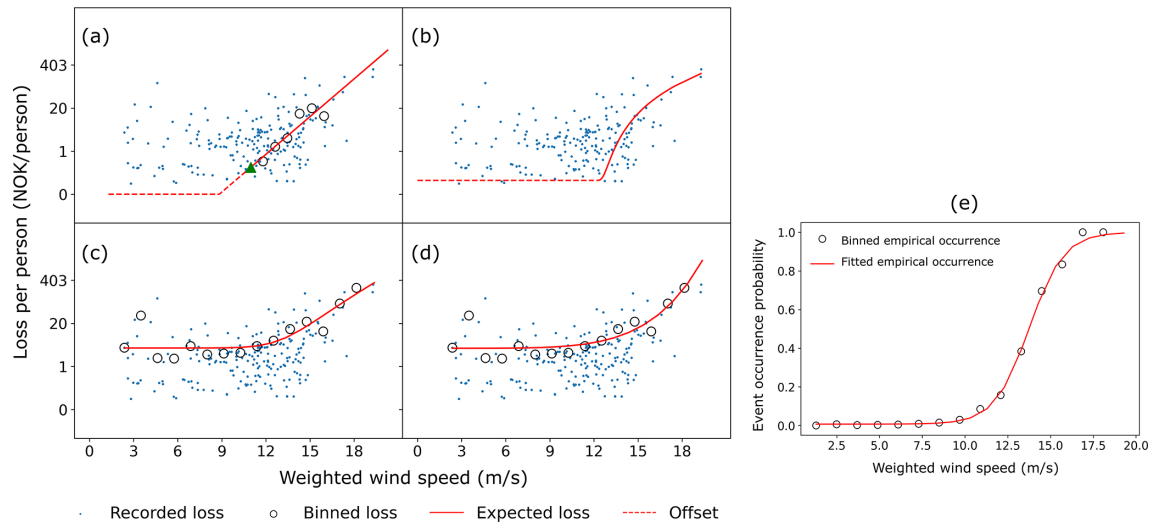 (a)
(b)
403
20
1
0
(c)
(d)
403
20
1
0
Loss per person (NOK/person)
0 3 6 9 12 15 18
0 3 6 9 12 15 18
Weighted wind speed (m/s)
Recorded loss
Binned loss
Expected loss
Offset
(e)
1.0
0.8
0.6
0.4
0.2
0.0
Event occurrence probability
Binned empirical occurrence
Fitted empirical occurrence
2.5 5.0 7.5 10.0 12.5 15.0 17.5 20.0
Weighted wind speed (m/s)